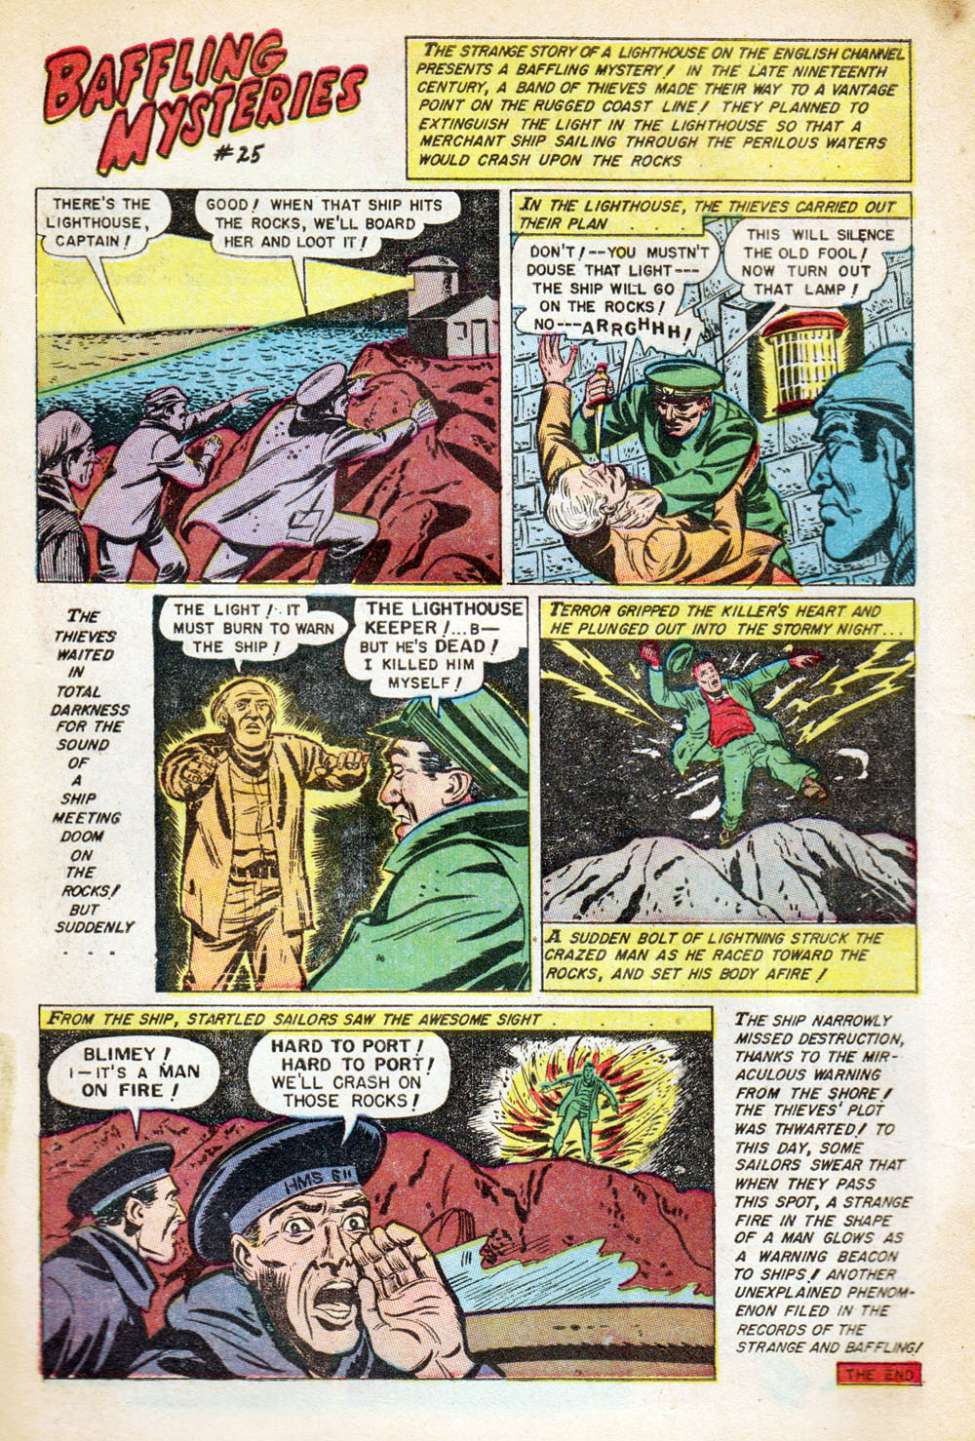 BAFFLING
MYSTERIES
#25
THE STRANGE STORY OF A LIGHTHOUSE ON THE ENGLISH CHANNEL
PRESENTS A BAFFLING MYSTERY! IN THE LATE NINETEENTH
CENTURY, A BAND OF THIEVES MADE THEIR WAY TO A VANTAGE
POINT ON THE RUGGED COAST LINE! THEY PLANNED TO
EXTINGUISH THE LIGHT IN THE LIGHTHOUSE SO THAT A
MERCHANT SHIP SAILING THROUGH THE PERILOUS WATERS
WOULD CRASH UPON THE ROCKS
THERE'S THE
LIGHTHOUSE,
CAPTAIN!
GOOD! WHEN THAT SHIP HITS
THE ROCKS, WE'LL BOARD
HER AND LOOT IT!
IN THE LIGHTHOUSE, THE THIEVES CARRIED OUT
THEIR PLAN . . . .
DON'T!--YOU MUSTN'T
DOUSE THAT LIGHT---
THE SHIP WILL GO
ON THE ROCKS!
NO---ARRGHHH!
THIS WILL SILENCE
THE OLD FOOL!
NOW TURN OUT
THAT LAMP!
THE
THIEVES
WAITED
IN
TOTAL
DARKNESS
FOR THE
SOUND
OF
A
SHIP
MEETING
DOOM
ON
THE
ROCKS!
BUT
SUDDENLY
. . . .
THE LIGHT! IT
MUST BURN TO WARN
THE SHIP!
THE LIGHTHOUSE
KEEPER!...B—
BUT HE'S DEAD!
I KILLED HIM
MYSELF!
TERROR GRIPPED THE KILLER'S HEART AND
HE PLUNGED OUT INTO THE STORMY NIGHT...
A SUDDEN BOLT OF LIGHTNING STRUCK THE
CRAZED MAN AS HE RACED TOWARD THE
ROCKS, AND SET HIS BODY AFIRE!
FROM THE SHIP, STARTLED SAILORS SAW THE AWESOME SIGHT . . . . .
BLIMEY!
I—IT'S A MAN
ON FIRE!
HARD TO PORT!
HARD TO PORT!
WE'LL CRASH ON
THOSE ROCKS!
HMS 611
THE SHIP NARROWLY
MISSED DESTRUCTION,
THANKS TO THE MIR-
ACULOUS WARNING
FROM THE SHORE!
THE THIEVES' PLOT
WAS THWARTED! TO
THIS DAY, SOME
SAILORS SWEAR THAT
WHEN THEY PASS
THIS SPOT, A STRANGE
FIRE IN THE SHAPE
OF A MAN GLOWS AS
A WARNING BEACON
TO SHIPS! ANOTHER
UNEXPLAINED PHENOM-
ENON FILED IN THE
RECORDS OF THE
STRANGE AND BAFFLING!
THE END